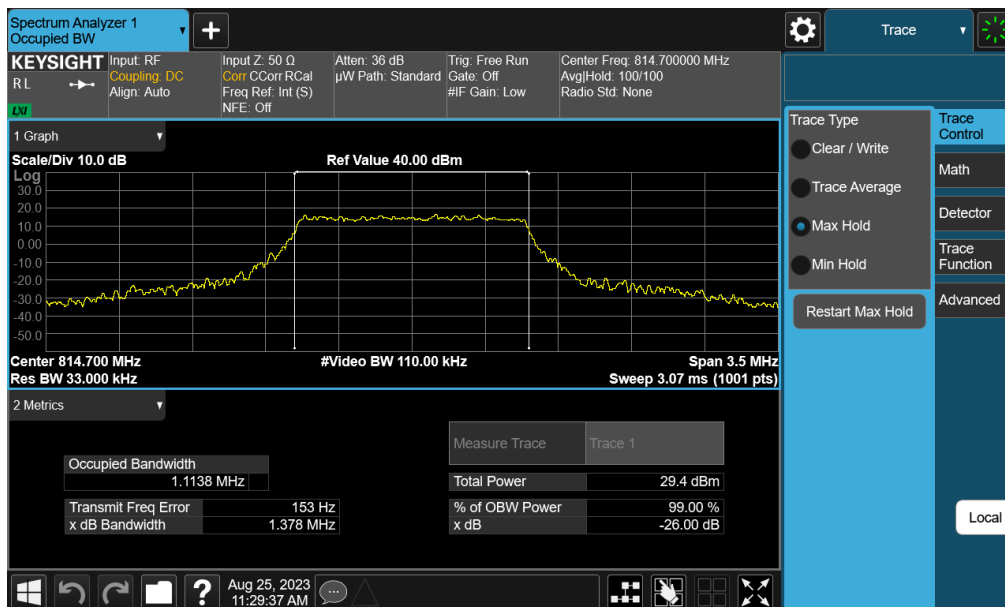 Spectrum Analyzer 1
Occupied BW
Trace
KEYSIGHT
R L
LXI
Input: RF
Coupling: DC
Align: Auto
Input Z: 50 Ω
Corr CCorr RCal
Freq Ref: Int (S)
NFE: Off
Atten: 36 dB
µW Path: Standard
Trig: Free Run
Gate: Off
#IF Gain: Low
Center Freq: 814.700000 MHz
Avg|Hold: 100/100
Radio Std: None
1 Graph
Scale/Div 10.0 dB
Ref Value 40.00 dBm
Log
30.0
20.0
10.0
0.00
-10.0
-20.0
-30.0
-40.0
-50.0
Center 814.700 MHz
#Video BW 110.00 kHz
Span 3.5 MHz
Res BW 33.000 kHz
Sweep 3.07 ms (1001 pts)
2 Metrics
Measure Trace
Trace 1
Occupied Bandwidth
1.1138 MHz
Total Power
29.4 dBm
Transmit Freq Error
153 Hz
% of OBW Power
99.00 %
x dB Bandwidth
1.378 MHz
x dB
-26.00 dB
Trace Type
Clear / Write
Trace Average
Max Hold
Min Hold
Restart Max Hold
Trace
Control
Math
Detector
Trace
Function
Advanced
Local
?
Aug 25, 2023
11:29:37 AM